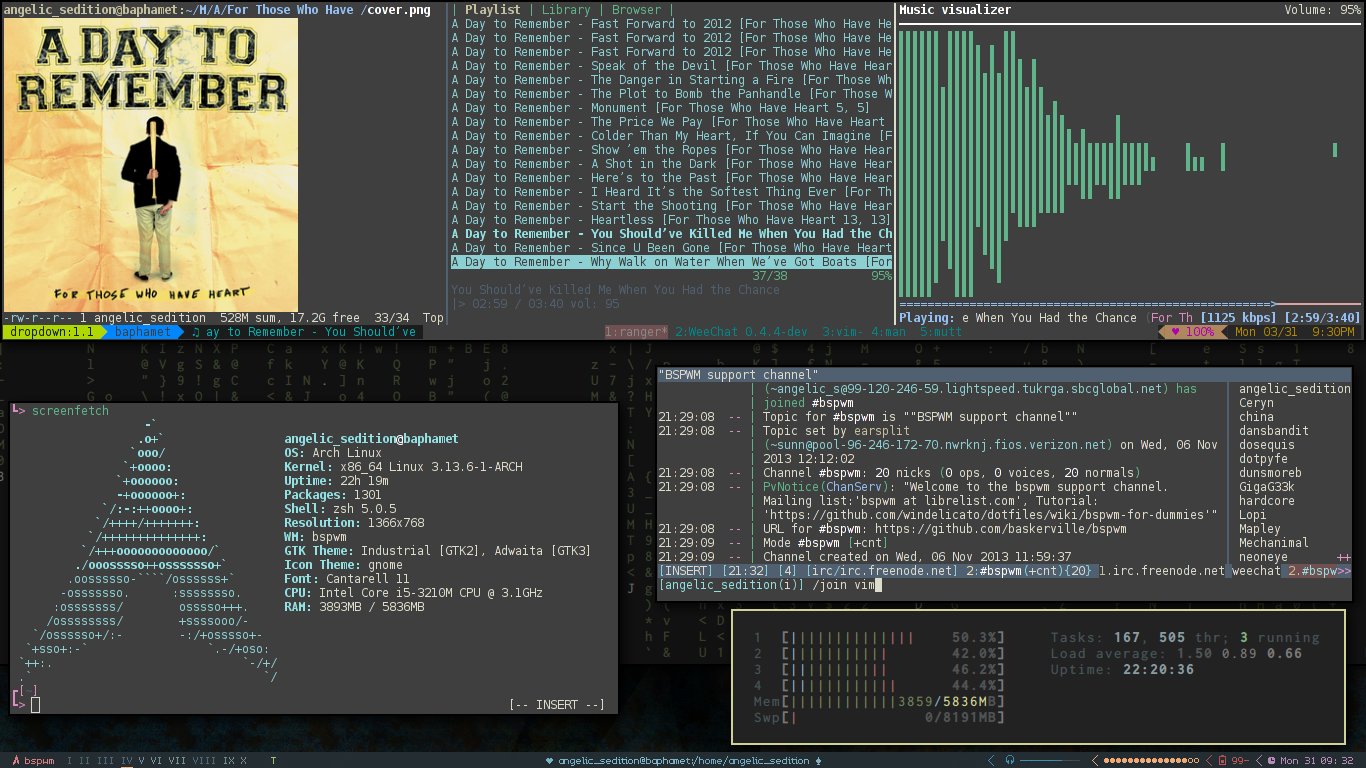 angelic_sedition@baphamet:~/M/A/For Those Who Have /cover.png
A DAY TO
REMEMBER
FOR THOSE WHO HAVE HEART
-rw-r--r-- 1 angelic_sedition  528M sum, 17.2G free  33/34  Top
| Playlist | Library | Browser |
A Day to Remember - Fast Forward to 2012 [For Those Who Have He
A Day to Remember - Fast Forward to 2012 [For Those Who Have He
A Day to Remember - Fast Forward to 2012 [For Those Who Have He
A Day to Remember - Speak of the Devil [For Those Who Have Hear
A Day to Remember - The Danger in Starting a Fire [For Those Wh
A Day to Remember - The Plot to Bomb the Panhandle [For Those W
A Day to Remember - Monument [For Those Who Have Heart 5, 5]
A Day to Remember - The Price We Pay [For Those Who Have Heart
A Day to Remember - Colder Than My Heart, If You Can Imagine [F
A Day to Remember - Show 'em the Ropes [For Those Who Have Hear
A Day to Remember - A Shot in the Dark [For Those Who Have Hear
A Day to Remember - Here's to the Past [For Those Who Have Hear
A Day to Remember - I Heard It's the Softest Thing Ever [For Th
A Day to Remember - Start the Shooting [For Those Who Have Hear
A Day to Remember - Heartless [For Those Who Have Heart 13, 13]
A Day to Remember - You Should've Killed Me When You Had the Ch
A Day to Remember - Since U Been Gone [For Those Who Have Heart
A Day to Remember - Why Walk on Water When We've Got Boats [For
37/38 95%
You Should've Killed Me When You Had the Chance
|> 02:59 / 03:40 vol: 95
Music visualizer Volume: 95%
Playing: e When You Had the Chance (For Th [1125 kbps] [2:59/3:40]
dropdown:1.1 baphamet ♫ ay to Remember - You Should've 1:ranger* 2:WeeChat 0.4.4-dev 3:vim- 4:man 5:mutt ♥ 100% Mon 03/31 9:30PM
> screenfetch
angelic_sedition@baphamet
OS: Arch Linux
Kernel: x86_64 Linux 3.13.6-1-ARCH
Uptime: 22h 19m
Packages: 1301
Shell: zsh 5.0.5
Resolution: 1366x768
WM: bspwm
GTK Theme: Industrial [GTK2], Adwaita [GTK3]
Icon Theme: gnome
Font: Cantarell 11
CPU: Intel Core i5-3210M CPU @ 3.1GHz
RAM: 3893MB / 5836MB
[~]
> [-- INSERT --]
"BSPWM support channel"
(~angelic_s@99-120-246-59.lightspeed.tukrga.sbcglobal.net) has
joined #bspwm
21:29:08 -- | Topic for #bspwm is ""BSPWM support channel""
21:29:08 -- | Topic set by earsplit
(~sunn@pool-96-246-172-70.nwrknj.fios.verizon.net) on Wed, 06 Nov
2013 12:12:02
21:29:08 -- | Channel #bspwm: 20 nicks (0 ops, 0 voices, 20 normals)
21:29:08 -- | PvNotice(ChanServ): "Welcome to the bspwm support channel.
Mailing list:'bspwm at librelist.com', Tutorial:
'https://github.com/windelicato/dotfiles/wiki/bspwm-for-dummies'"
21:29:08 -- | URL for #bspwm: https://github.com/baskerville/bspwm
21:29:09 -- | Mode #bspwm [+cnt]
21:29:09 -- | Channel created on Wed, 06 Nov 2013 11:59:37
angelic_sedition
Ceryn
china
dansbandit
dosequis
dotpyfe
dunsmoreb
GigaG33k
hardcore
Lopi
Mapley
Mechanimal
neoneye ++
[INSERT] [21:32] [4] [irc/irc.freenode.net] 2:#bspwm(+cnt){20} 1.irc.freenode.net weechat 2.#bspw>>
[angelic_sedition(i)] /join vim
1 [ 50.3%] Tasks: 167, 505 thr; 3 running
2 [ 42.0%] Load average: 1.50 0.89 0.66
3 [ 46.2%] Uptime: 22:20:36
4 [ 44.4%]
Mem[3859/5836MB]
Swp[ 0/8191MB]
bspwm I II III IV V VI VII VIII IX X T ♥ angelic_sedition@baphamet:/home/angelic_sedition 99- Mon 31 09:32